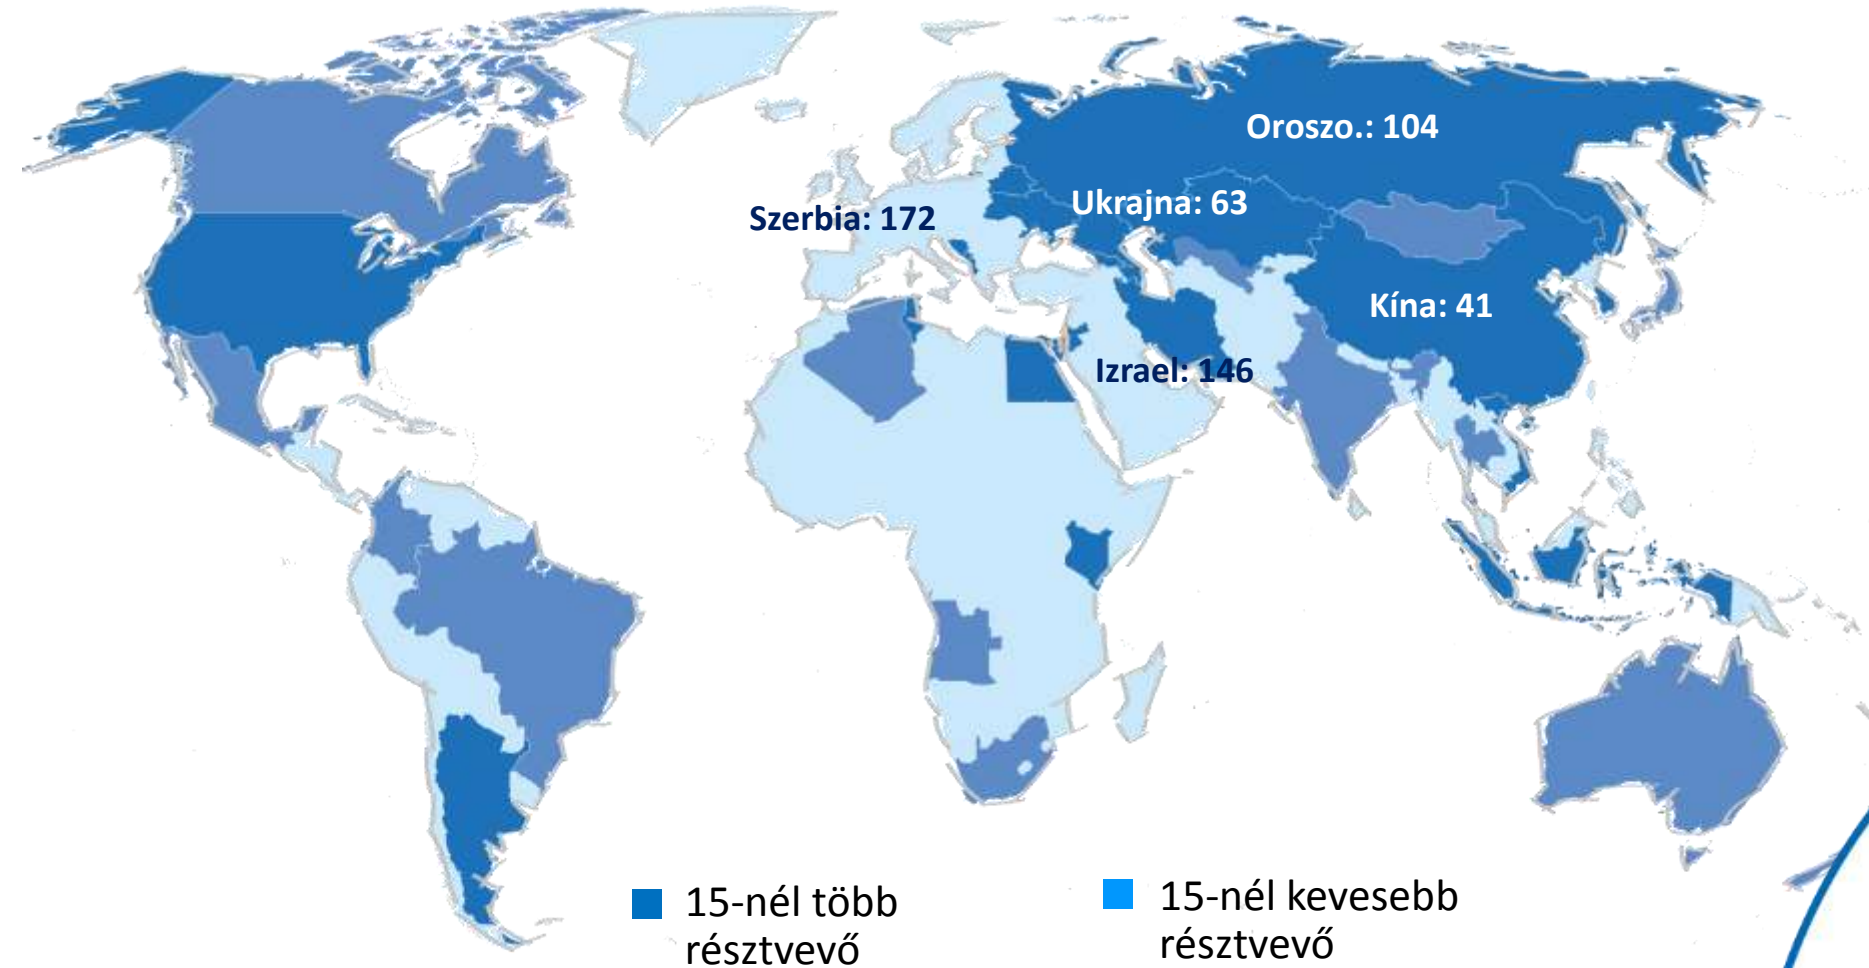 Oroszo.: 104
Ukrajna: 63
Szerbia: 172
Kína: 41
Izrael: 146
15-nél több
résztvevő
15-nél kevesebb
résztvevő